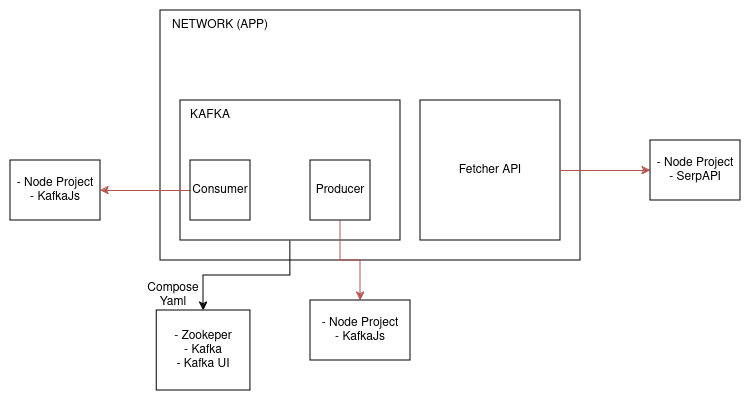 NETWORK (APP)
KAFKA
Consumer
Producer
Fetcher API
- Node Project
- KafkaJs
- Node Project
- SerpAPI
Compose
Yaml
- Zookeper
- Kafka
- Kafka UI
- Node Project
- KafkaJs